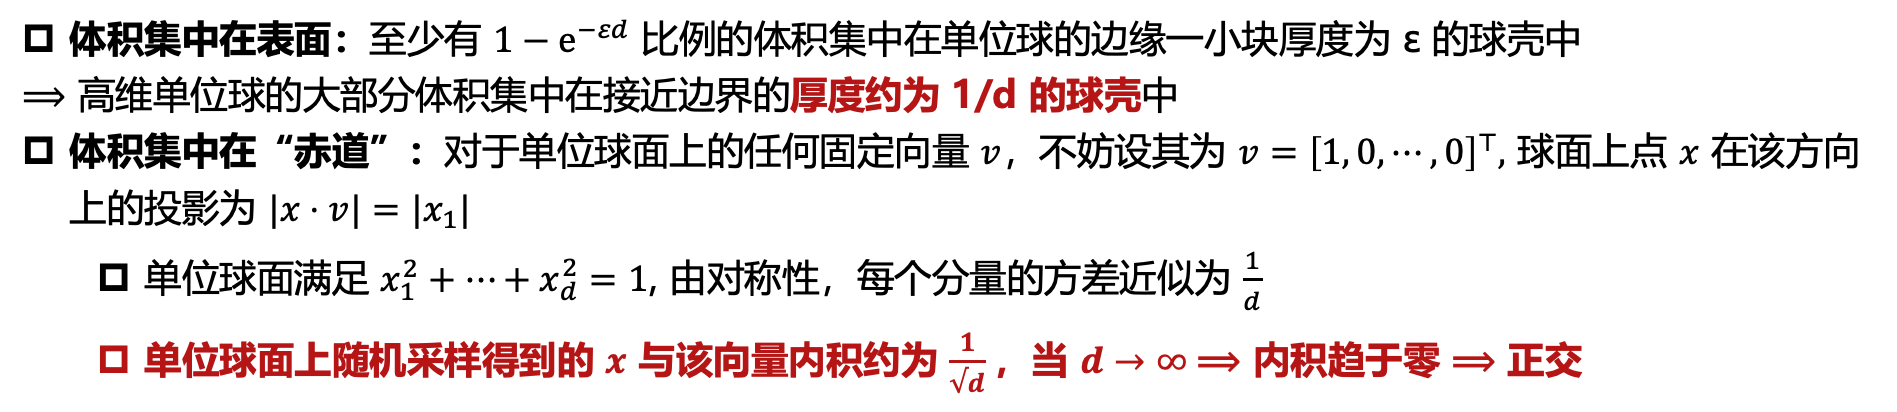 □ 体积集中在表面：至少有 1 − e^{−εd} 比例的体积集中在单位球的边缘一小块厚度为 ε 的球壳中
⟹ 高维单位球的大部分体积集中在接近边界的厚度约为 1/d 的球壳中
□ 体积集中在“赤道”：对于单位球面上的任何固定向量 v，不妨设其为 v = [1, 0, ⋯, 0]^⊤, 球面上点 x 在该方向
上的投影为 |x · v| = |x₁|
□ 单位球面满足 x₁² + ⋯ + x_d² = 1, 由对称性，每个分量的方差近似为 1/d
□ 单位球面上随机采样得到的 x 与该向量内积约为 1/√d，当 d → ∞ ⟹ 内积趋于零 ⟹ 正交